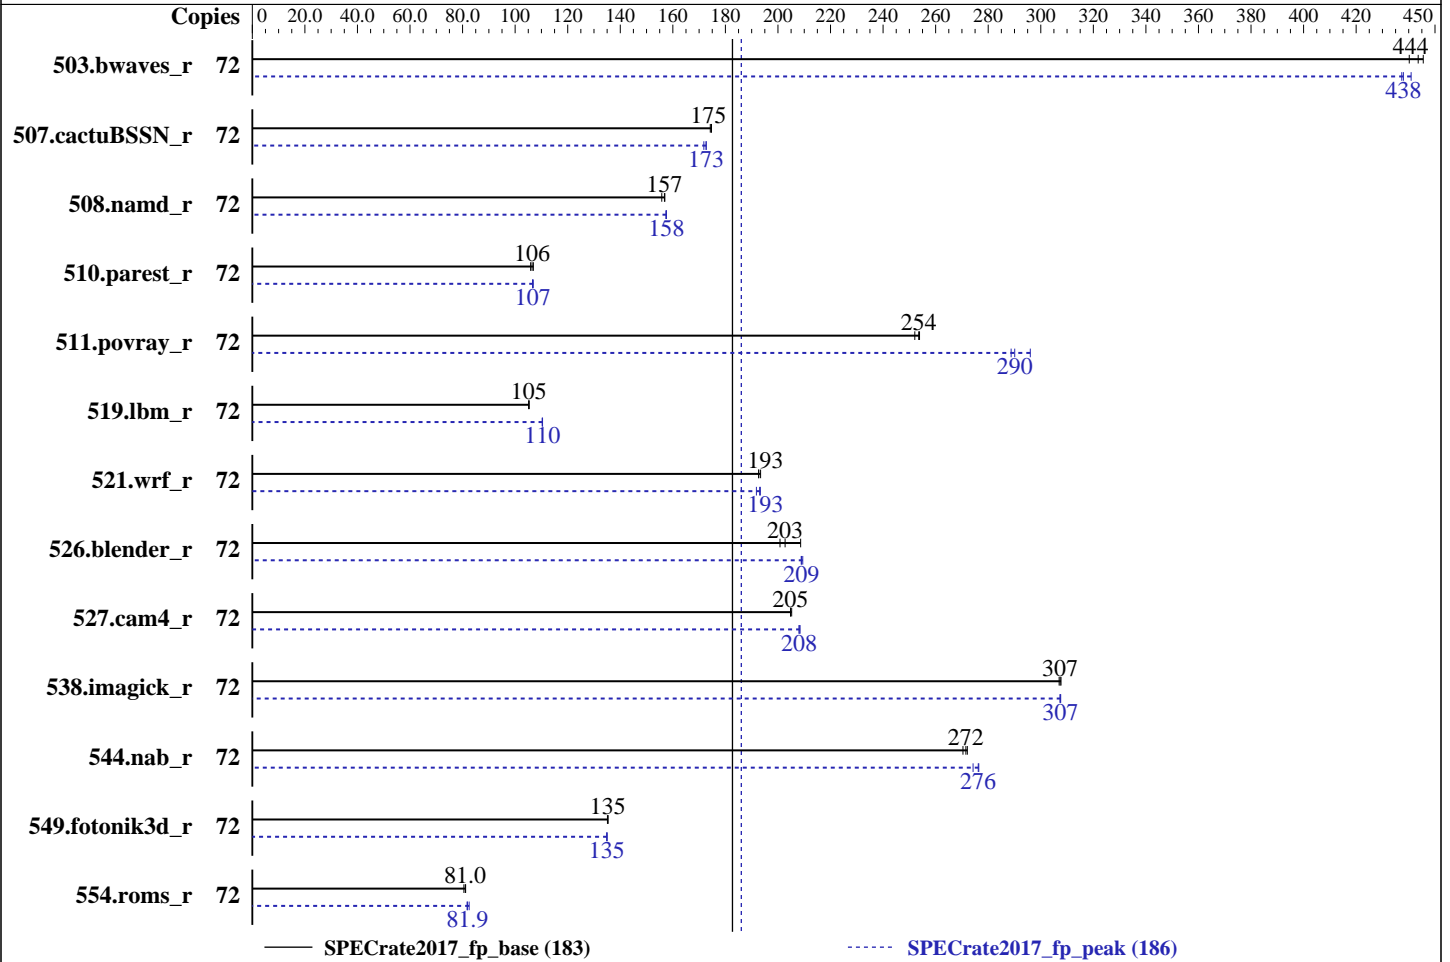 Copies 0 20.0 40.0 60.0 80.0 100 120 140 160 180 200 220 240 260 280 300 320 340 360 380 400 420 450
444
503.bwaves_r 72
438
175
507.cactuBSSN_r 72
173
157
508.namd_r 72
158
106
510.parest_r 72
107
254
511.povray_r 72
290
105
519.lbm_r 72
110
193
521.wrf_r 72
193
203
526.blender_r 72
209
205
527.cam4_r 72
208
307
538.imagick_r 72
307
272
544.nab_r 72
276
135
549.fotonik3d_r 72
135
81.0
554.roms_r 72
81.9
SPECrate2017_fp_base (183) SPECrate2017_fp_peak (186)